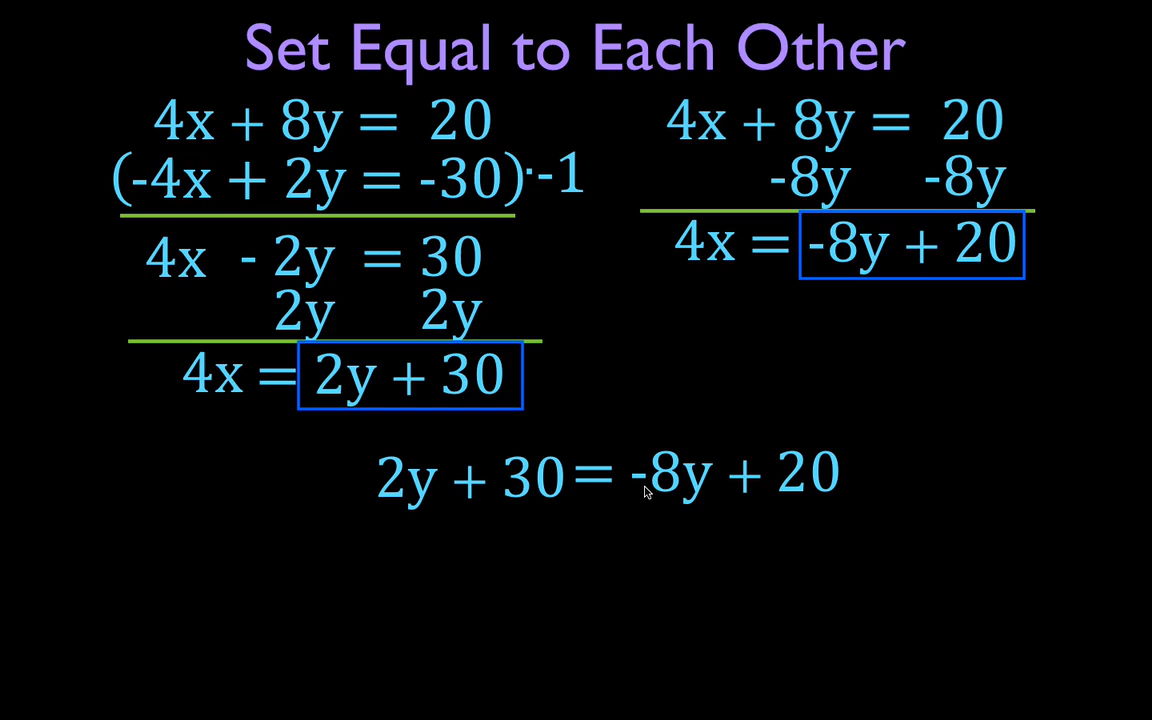 Set Equal to Each Other
4x + 8y = 20
(-4x + 2y = -30)·-1
4x - 2y = 30
2y 2y
4x = 2y + 30
4x + 8y = 20
-8y -8y
4x = -8y + 20
2y + 30 = -8y + 20